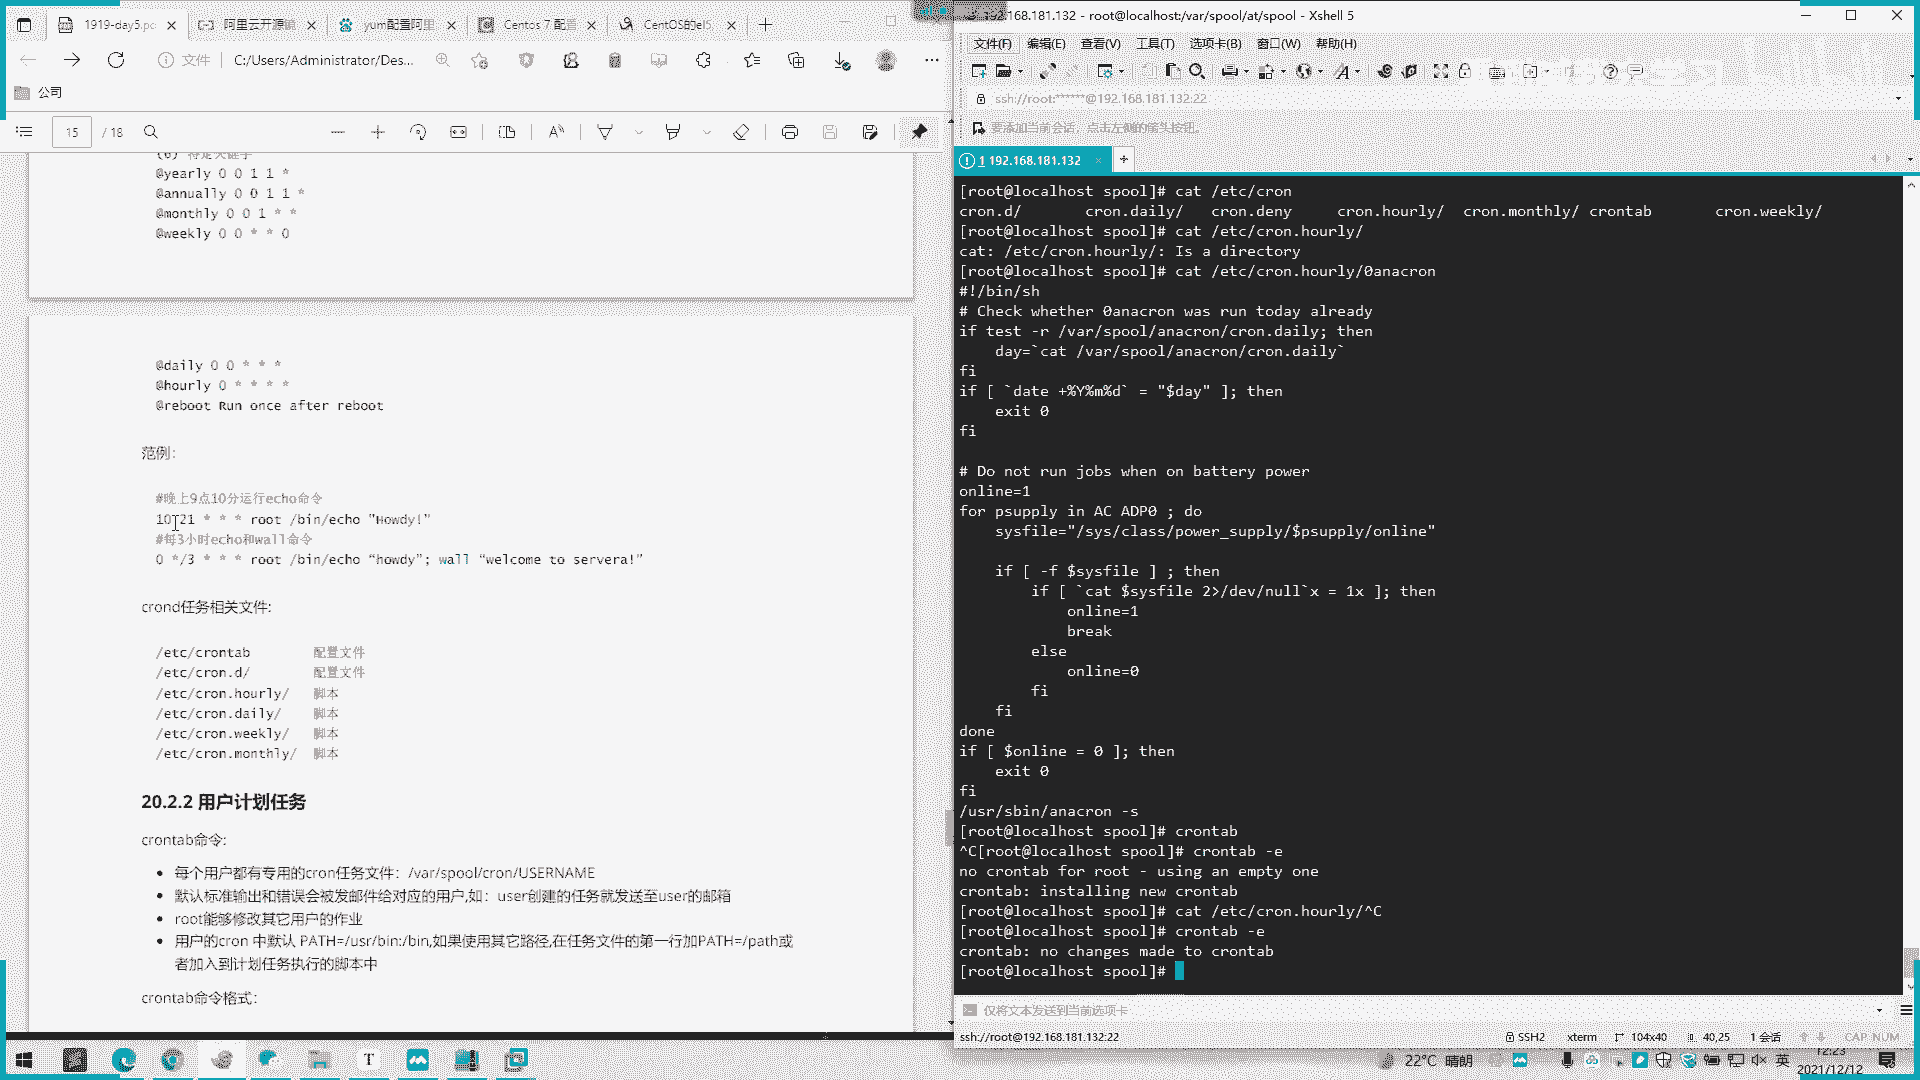 1919-day5.pc
阿里云开源镜
yum配置阿里
Centos 7 配置
CentOS的el5,
文件
C:/Users/Administrator/Des...
公司
15
/ 18
@yearly 0 0 1 1 *
@annually 0 0 1 1 *
@monthly 0 0 1 * *
@weekly 0 0 * * 0
@daily 0 0 * * *
@hourly 0 * * * *
@reboot Run once after reboot
范例：
#晚上9点10分运行echo命令
10 21 * * * root /bin/echo "Howdy!"
#每3小时echo和wall命令
0 */3 * * * root /bin/echo “howdy”; wall “welcome to servera!”
crond任务相关文件:
/etc/crontab 配置文件
/etc/cron.d/ 配置文件
/etc/cron.hourly/ 脚本
/etc/cron.daily/ 脚本
/etc/cron.weekly/ 脚本
/etc/cron.monthly/ 脚本
20.2.2 用户计划任务
crontab命令:
每个用户都有专用的cron任务文件：/var/spool/cron/USERNAME
默认标准输出和错误会被发邮件给对应的用户,如：user创建的任务就发送至user的邮箱
root能够修改其它用户的作业
用户的cron 中默认 PATH=/usr/bin:/bin,如果使用其它路径,在任务文件的第一行加PATH=/path或
者加入到计划任务执行的脚本中
crontab命令格式：
192.168.181.132 - root@localhost:/var/spool/at/spool - Xshell 5
文件(F) 编辑(E) 查看(V) 工具(T) 选项卡(B) 窗口(W) 帮助(H)
ssh://root:******@192.168.181.132:22
要添加当前会话，点击左侧的箭头按钮。
1 192.168.181.132
[root@localhost spool]# cat /etc/cron
cron.d/ cron.daily/ cron.deny cron.hourly/ cron.monthly/ crontab cron.weekly/
[root@localhost spool]# cat /etc/cron.hourly/
cat: /etc/cron.hourly/: Is a directory
[root@localhost spool]# cat /etc/cron.hourly/0anacron
#!/bin/sh
# Check whether 0anacron was run today already
if test -r /var/spool/anacron/cron.daily; then
day=`cat /var/spool/anacron/cron.daily`
fi
if [ `date +%Y%m%d` = "$day" ]; then
exit 0
fi
# Do not run jobs when on battery power
online=1
for psupply in AC ADP0 ; do
sysfile="/sys/class/power_supply/$psupply/online"
if [ -f $sysfile ] ; then
if [ `cat $sysfile 2>/dev/null`x = 1x ]; then
online=1
break
else
online=0
fi
fi
done
if [ $online = 0 ]; then
exit 0
fi
/usr/sbin/anacron -s
[root@localhost spool]# crontab
^C[root@localhost spool]# crontab -e
no crontab for root - using an empty one
crontab: installing new crontab
[root@localhost spool]# cat /etc/cron.hourly/^C
[root@localhost spool]# crontab -e
crontab: no changes made to crontab
[root@localhost spool]#
仅将文本发送到当前选项卡
ssh://root@192.168.181.132:22
SSH2
xterm
104x40
40,25
1 会话
CAP NUM
22°C 晴朗
英
12:23
2021/12/12